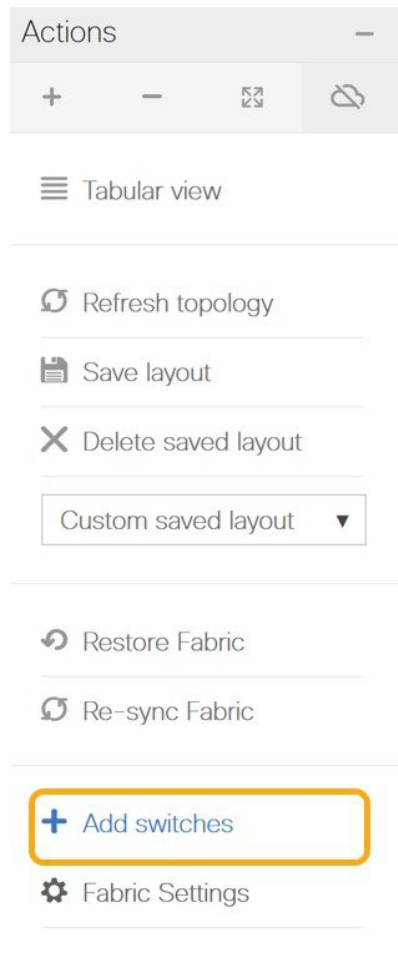 Actions
Tabular view
Refresh topology
Save layout
Delete saved layout
Custom saved layout
Restore Fabric
Re-sync Fabric
Add switches
Fabric Settings